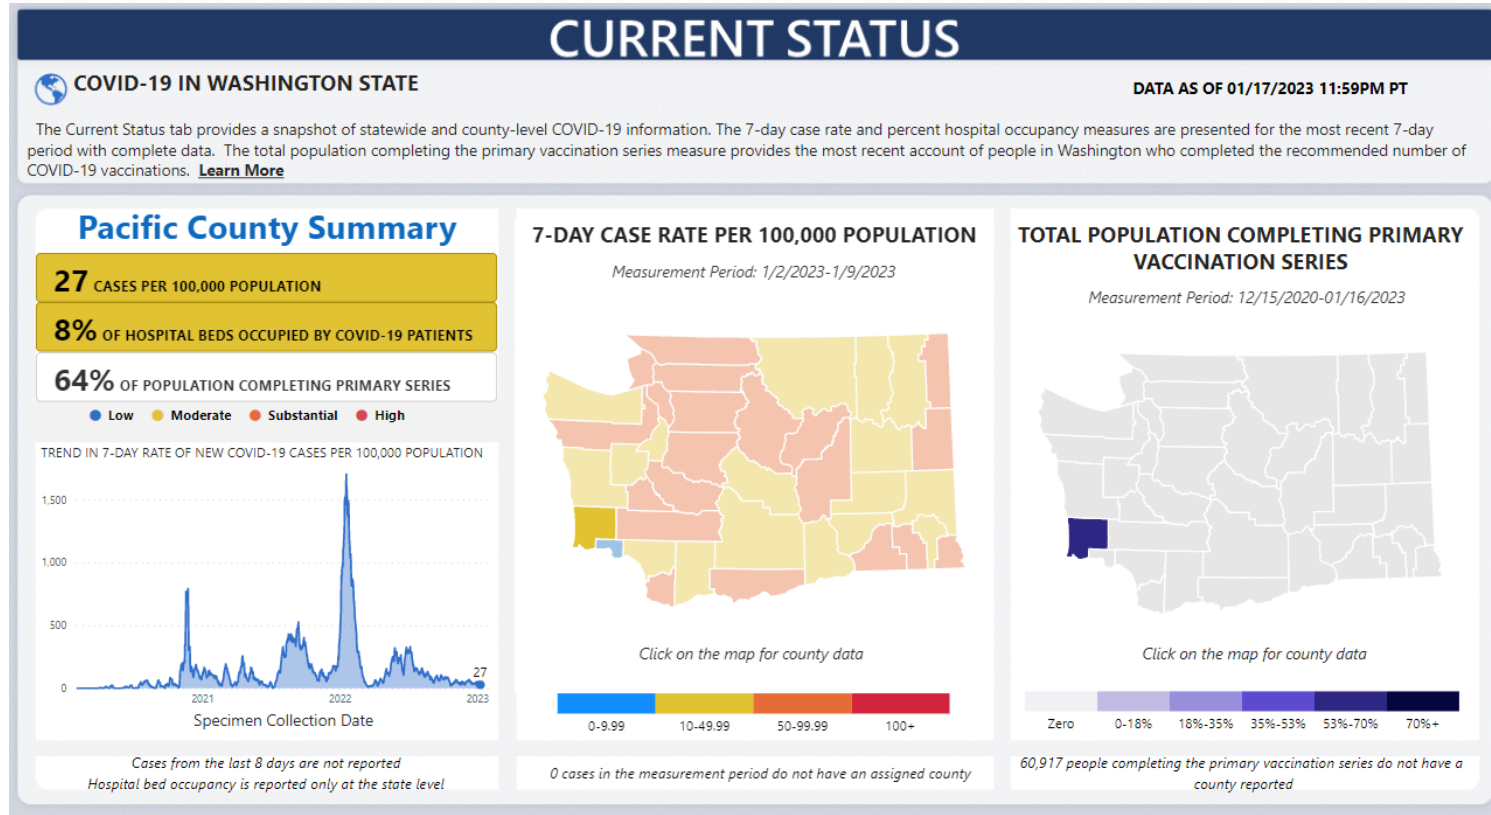 CURRENT STATUS
COVID-19 IN WASHINGTON STATE
DATA AS OF 01/17/2023 11:59PM PT
The Current Status tab provides a snapshot of statewide and county-level COVID-19 information. The 7-day case rate and percent hospital occupancy measures are presented for the most recent 7-day
period with complete data.  The total population completing the primary vaccination series measure provides the most recent account of people in Washington who completed the recommended number of
COVID-19 vaccinations.  Learn More
Pacific County Summary
27 CASES PER 100,000 POPULATION
8% OF HOSPITAL BEDS OCCUPIED BY COVID-19 PATIENTS
64% OF POPULATION COMPLETING PRIMARY SERIES
Low Moderate Substantial High
TREND IN 7-DAY RATE OF NEW COVID-19 CASES PER 100,000 POPULATION
1,500
1,000
500
0
27
2021 2022 2023
Specimen Collection Date
Cases from the last 8 days are not reported
Hospital bed occupancy is reported only at the state level
7-DAY CASE RATE PER 100,000 POPULATION
Measurement Period: 1/2/2023-1/9/2023
Click on the map for county data
0-9.99 10-49.99 50-99.99 100+
0 cases in the measurement period do not have an assigned county
TOTAL POPULATION COMPLETING PRIMARY
VACCINATION SERIES
Measurement Period: 12/15/2020-01/16/2023
Click on the map for county data
Zero 0-18% 18%-35% 35%-53% 53%-70% 70%+
60,917 people completing the primary vaccination series do not have a
county reported